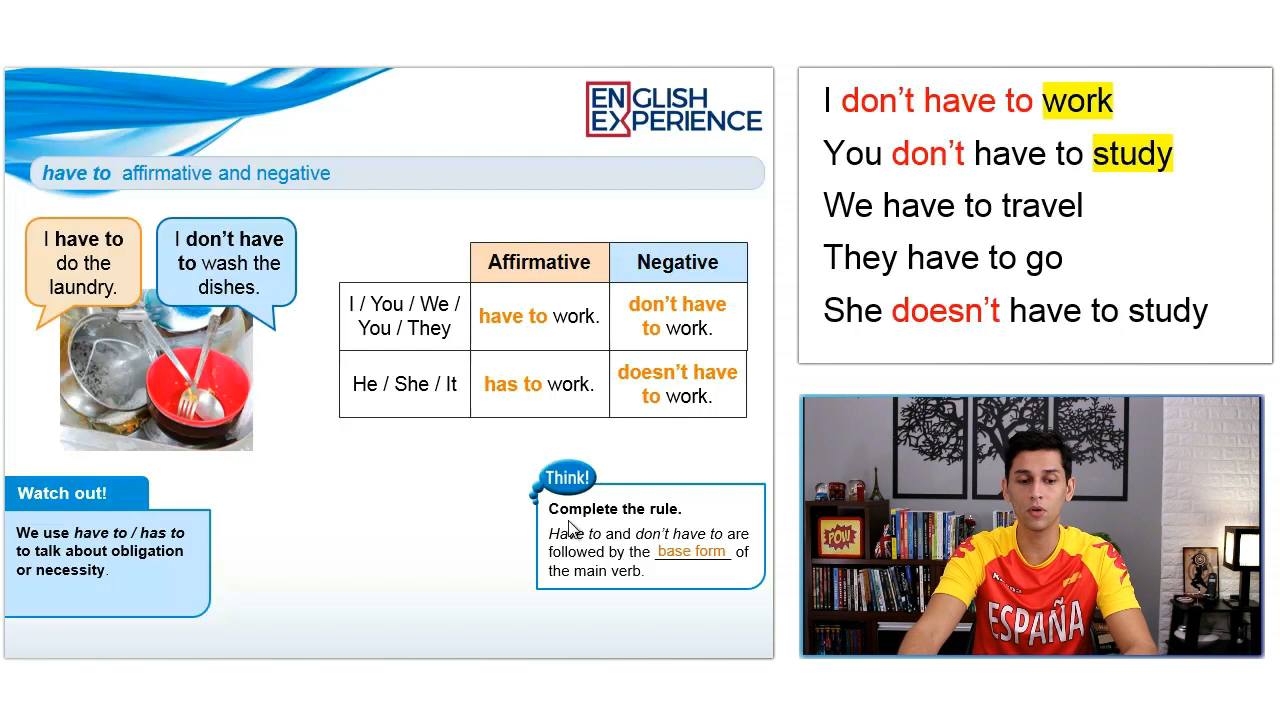 ENGLISH
EXPERIENCE
have to affirmative and negative
I have to
do the
laundry.
I don’t have
to wash the
dishes.
Affirmative
Negative
I / You / We /
You / They
have to work.
don’t have
to work.
He / She / It
has to work.
doesn’t have
to work.
Watch out!
We use have to / has to
to talk about obligation
or necessity.
Think!
Complete the rule.
Have to and don’t have to are
followed by the base form of
the main verb.
I don’t have to work
You don’t have to study
We have to travel
They have to go
She doesn’t have to study
POW
ESPAÑA